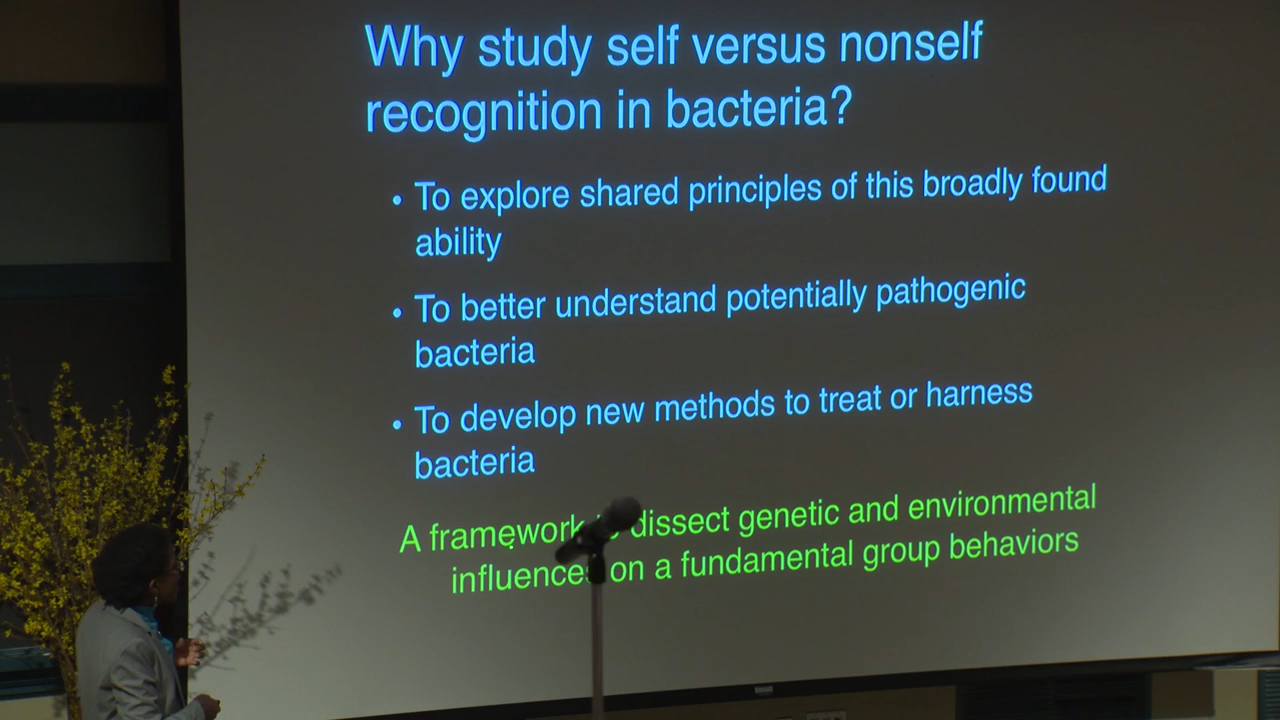 Why study self versus nonself
recognition in bacteria?
• To explore shared principles of this broadly found
ability
• To better understand potentially pathogenic
bacteria
• To develop new methods to treat or harness
bacteria
A framework dissect genetic and environmental
influences on a fundamental group behaviors